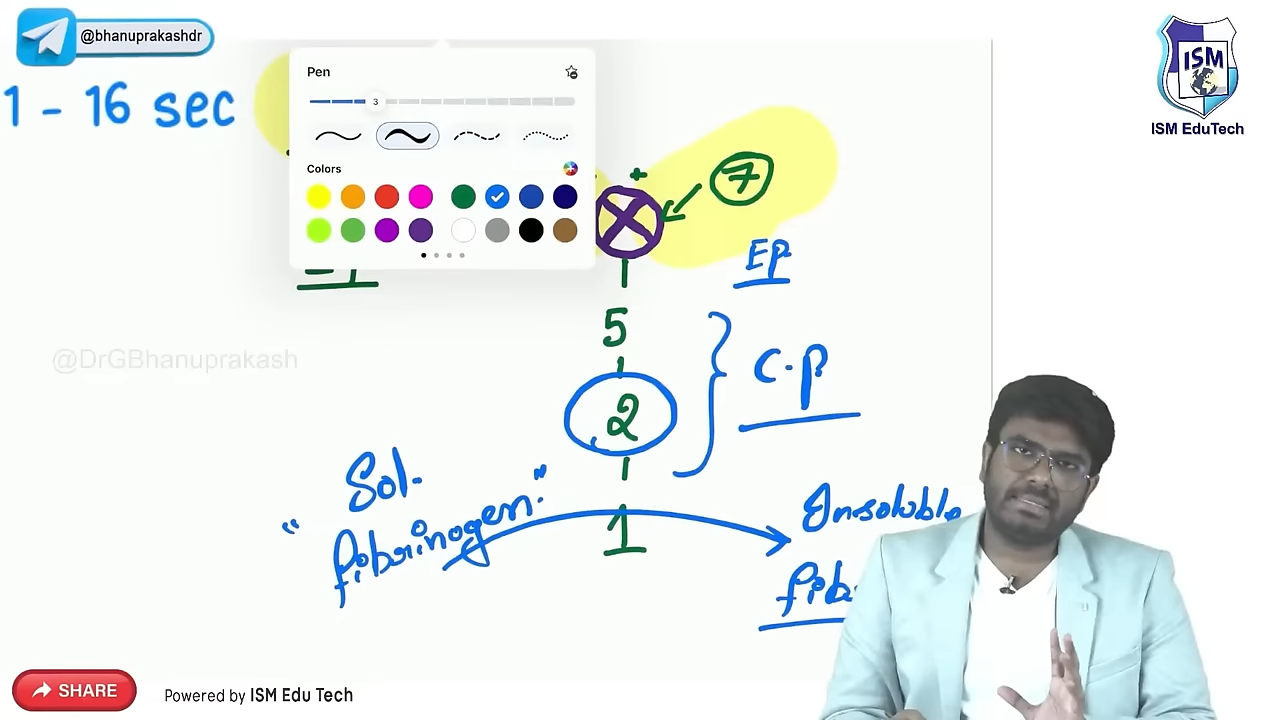 @bhanuprakashdr
1 - 16 sec
ISM
ISM EduTech
Pen
3
Colors
+
7
Ep
5
C.P
2
@DrGBhanuprakash
Sol.
"fibrinogen."
1
Insoluble
SHARE
Powered by ISM Edu Tech